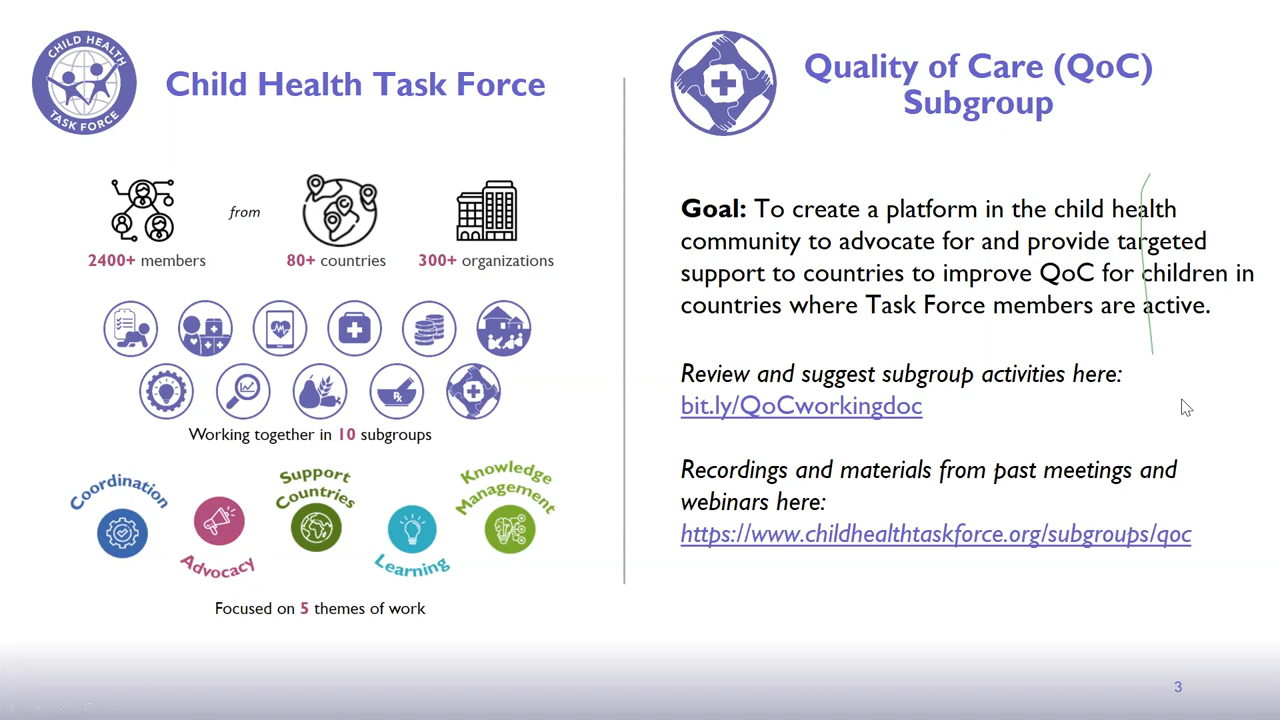 CHILD HEALTH
TASK FORCE
Child Health Task Force
from
2400+ members
80+ countries
300+ organizations
Rx
Working together in 10 subgroups
Coordination
Advocacy
Support
Countries
Learning
Knowledge
Management
Focused on 5 themes of work
Quality of Care (QoC)
Subgroup
Goal: To create a platform in the child health
community to advocate for and provide targeted
support to countries to improve QoC for children in
countries where Task Force members are active.
Review and suggest subgroup activities here:
bit.ly/QoCworkingdoc
Recordings and materials from past meetings and
webinars here:
https://www.childhealthtaskforce.org/subgroups/qoc
3